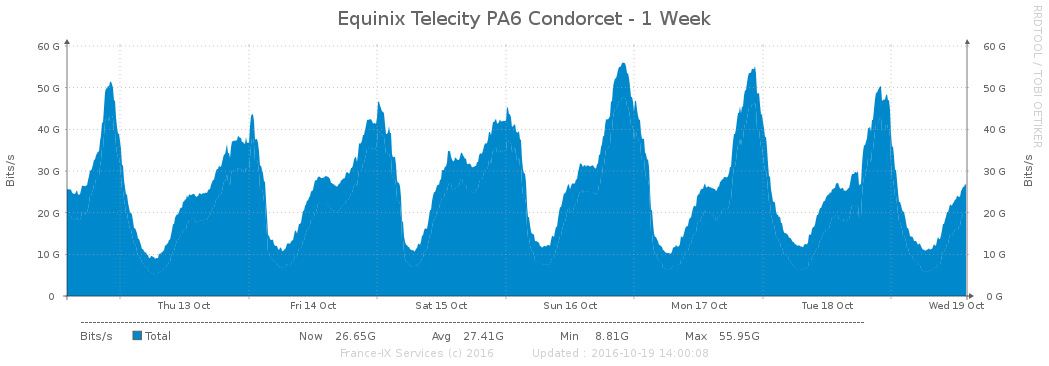 Equinix Telecity PA6 Condorcet - 1 Week
RRDTOOL / TOBI OETIKER
Bits/s
60 G 60 G
50 G 50 G
40 G 40 G
30 G 30 G
20 G 20 G
10 G 10 G
0 0 G
Bits/s
Thu 13 Oct Fri 14 Oct Sat 15 Oct Sun 16 Oct Mon 17 Oct Tue 18 Oct Wed 19 Oct
Bits/s Total Now 26.65G Avg 27.41G Min 8.81G Max 55.95G
France-IX Services (c) 2016 Updated : 2016-10-19 14:00:08